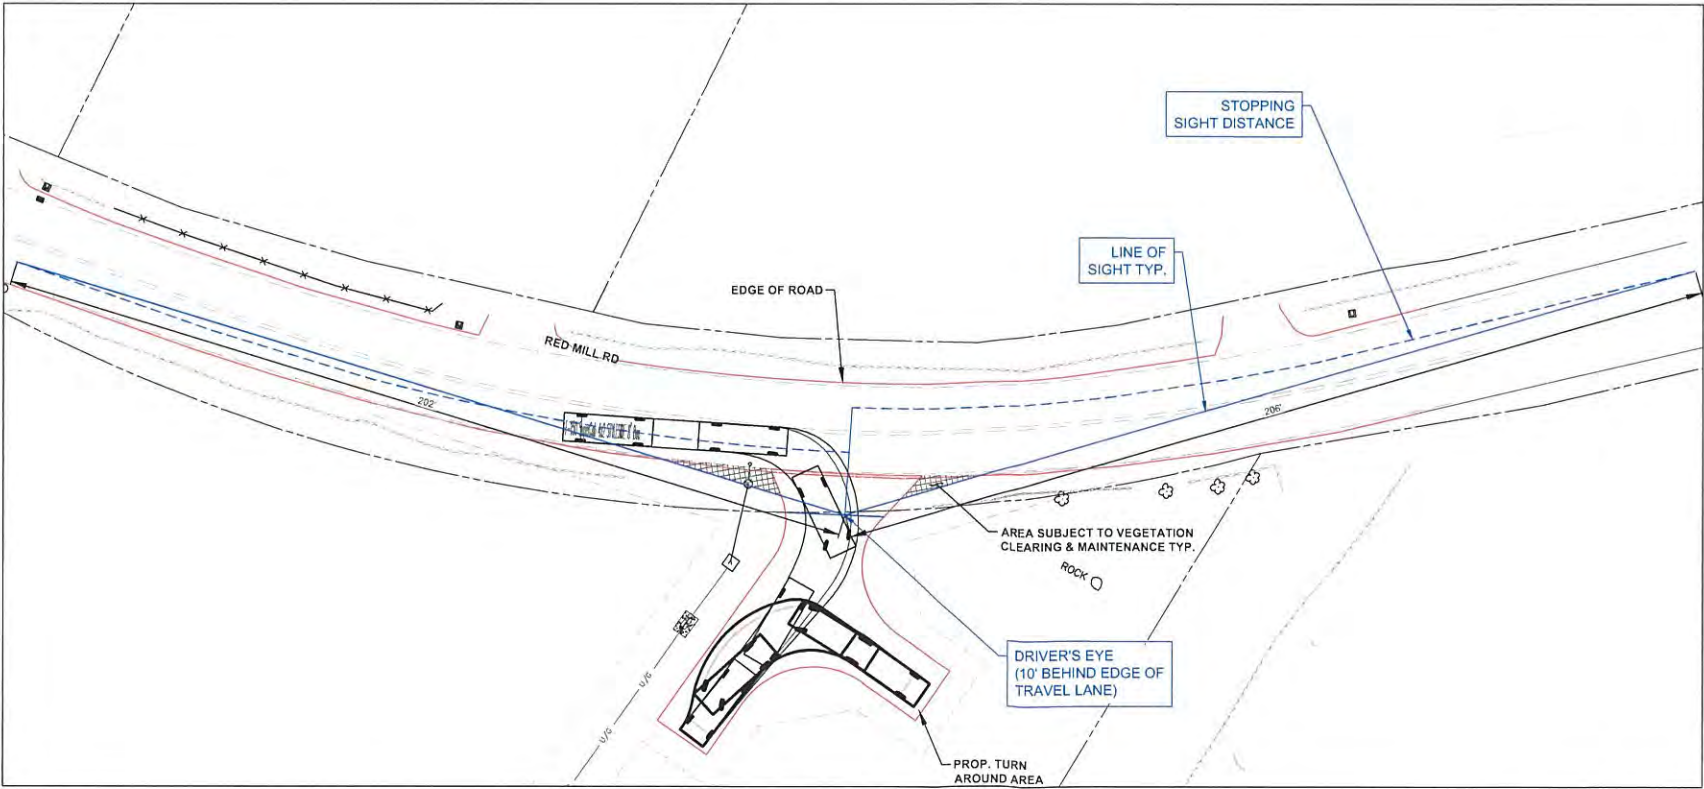 STOPPING
SIGHT DISTANCE
LINE OF
SIGHT TYP.
EDGE OF ROAD
RED MILL RD
202'
206'
AREA SUBJECT TO VEGETATION
CLEARING & MAINTENANCE TYP.
ROCK
DRIVER'S EYE
(10' BEHIND EDGE OF
TRAVEL LANE)
U/G
U/G
PROP. TURN
AROUND AREA